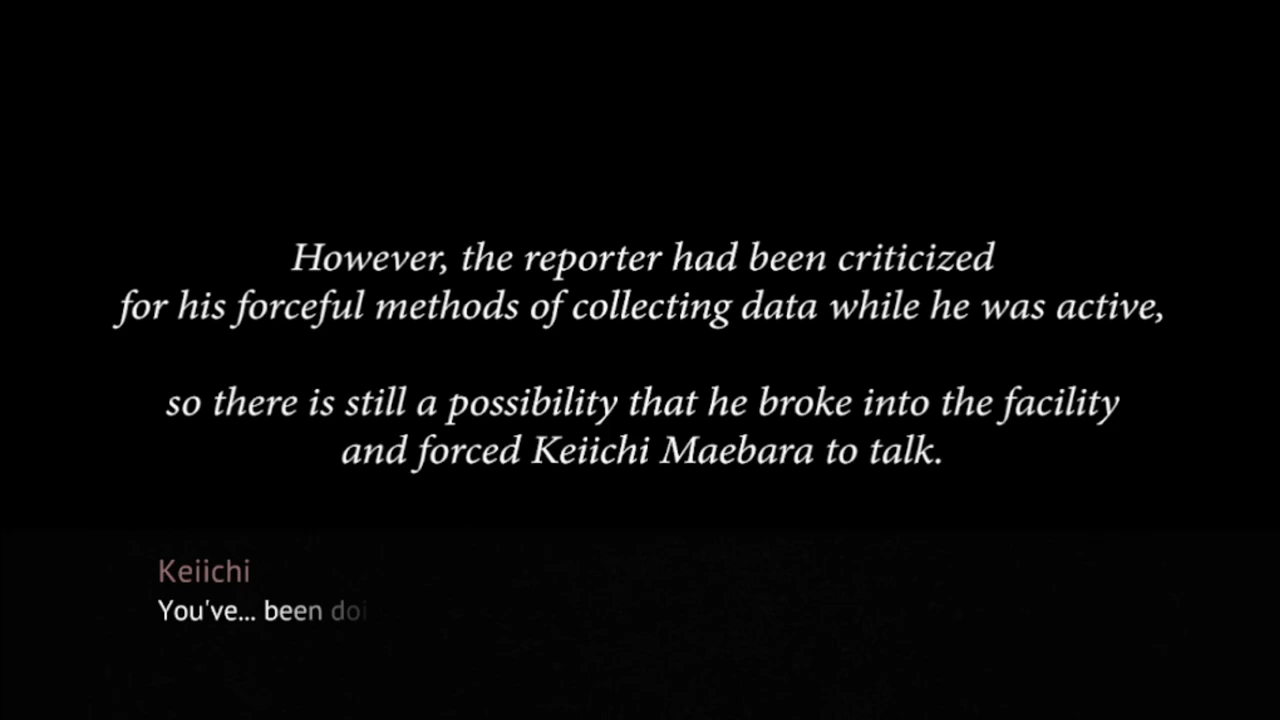 However, the reporter had been criticized
for his forceful methods of collecting data while he was active,
so there is still a possibility that he broke into the facility
and forced Keiichi Maebara to talk.
Keiichi
You've... been doi